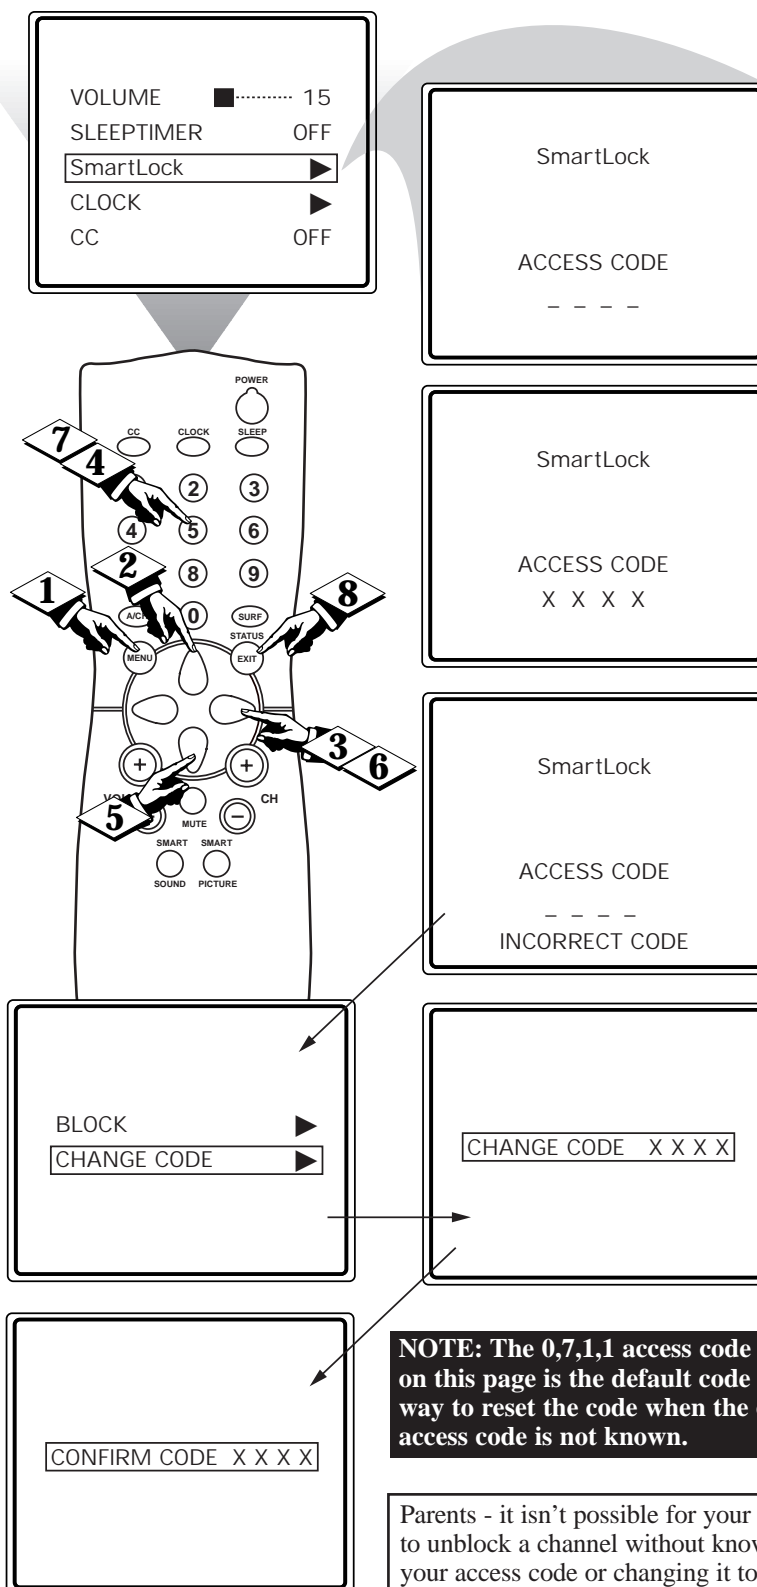 VOLUME 15
SLEEPTIMER OFF
SmartLock
CLOCK
CC OFF
SmartLock
ACCESS CODE
_ _ _ _
POWER
CC CLOCK SLEEP
7
4
2 3
4 5 6
2
8 9
1
8
A/CH 0 SURF
STATUS
MENU EXIT
3
6
+ +
5
CH
MUTE −
SMART SMART
SOUND PICTURE
SmartLock
ACCESS CODE
X X X X
SmartLock
ACCESS CODE
_ _ _ _
INCORRECT CODE
BLOCK
CHANGE CODE
CHANGE CODE X X X X
CONFIRM CODE X X X X
NOTE: The 0,7,1,1 access code
on this page is the default code
way to reset the code when the
access code is not known.
Parents - it isn't possible for your
to unblock a channel without
your access code or changing it to